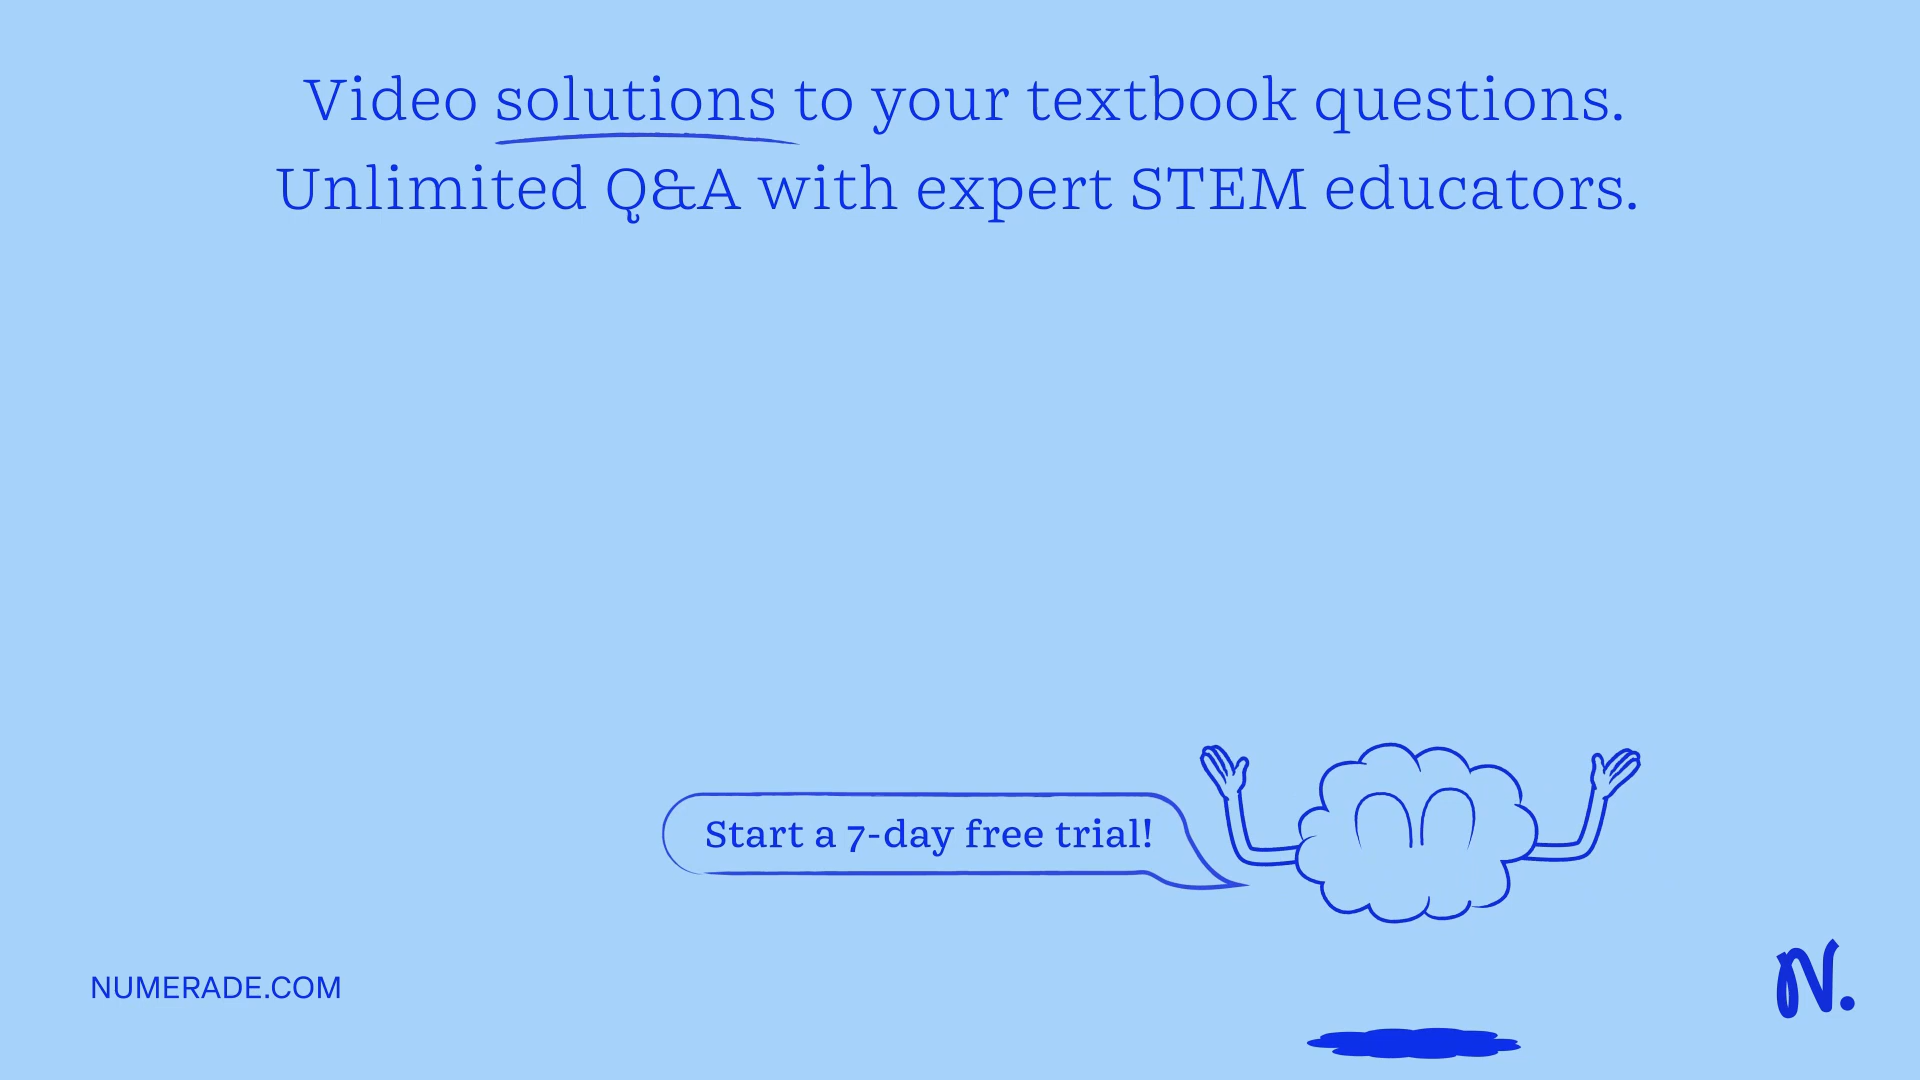 Video solutions to your textbook questions.
Unlimited Q&A with expert STEM educators.
Start a 7-day free trial!
NUMERADE.COM
N.